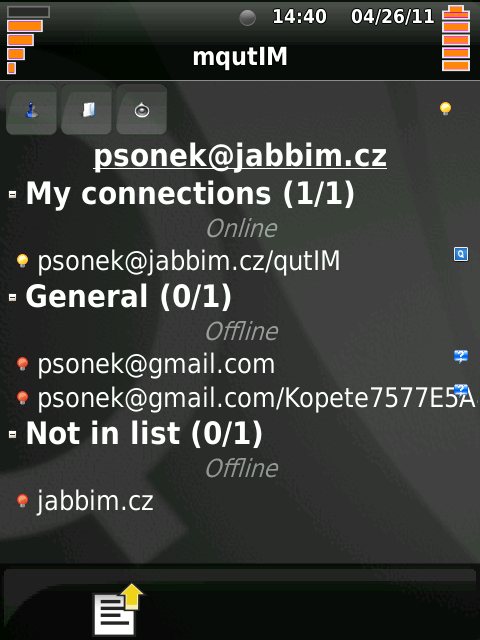 14:40 04/26/11
mqutIM
psonek@jabbim.cz
My connections (1/1)
Online
psonek@jabbim.cz/qutIM
General (0/1)
Offline
psonek@gmail.com
psonek@gmail.com/Kopete7577E5A
Not in list (0/1)
Offline
jabbim.cz